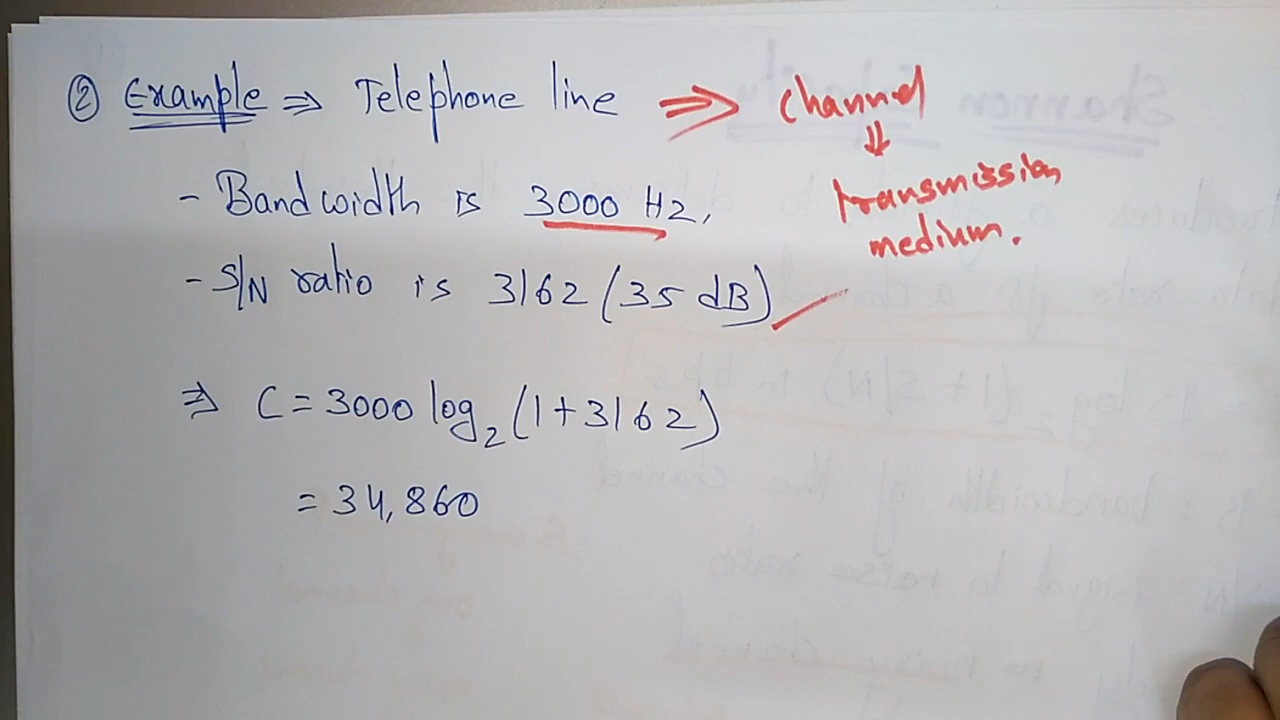 ② Example ⇒ Telephone line ⇒ channel
⇓
transmission
medium.
- Bandwidth is 3000 Hz,
- S/N ratio is 3162 (35 dB)
⇒ C = 3000 log₂ (1+3162)
= 34,860